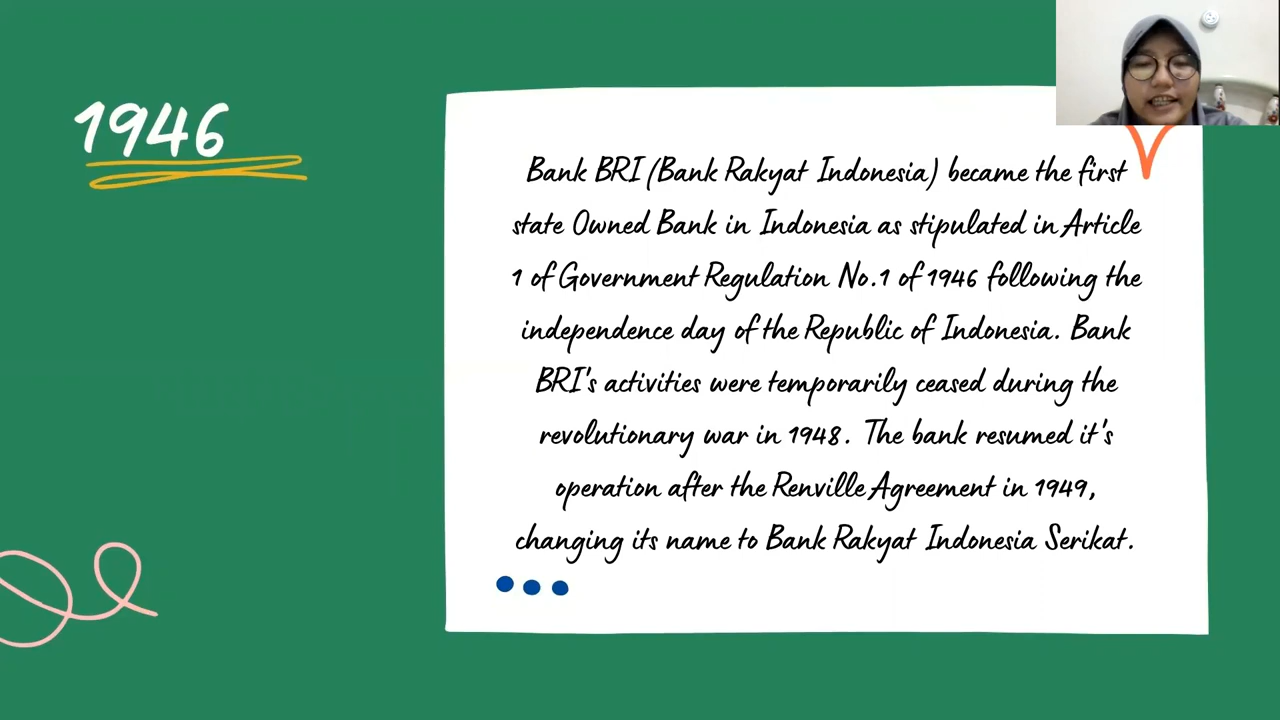 1946
Bank BRI (Bank Rakyat Indonesia) became the first
state Owned Bank in Indonesia as stipulated in Article
1 of Government Regulation No.1 of 1946 following the
independence day of the Republic of Indonesia. Bank
BRI's activities were temporarily ceased during the
revolutionary war in 1948. The bank resumed it's
operation after the Renville Agreement in 1949,
changing its name to Bank Rakyat Indonesia Serikat.